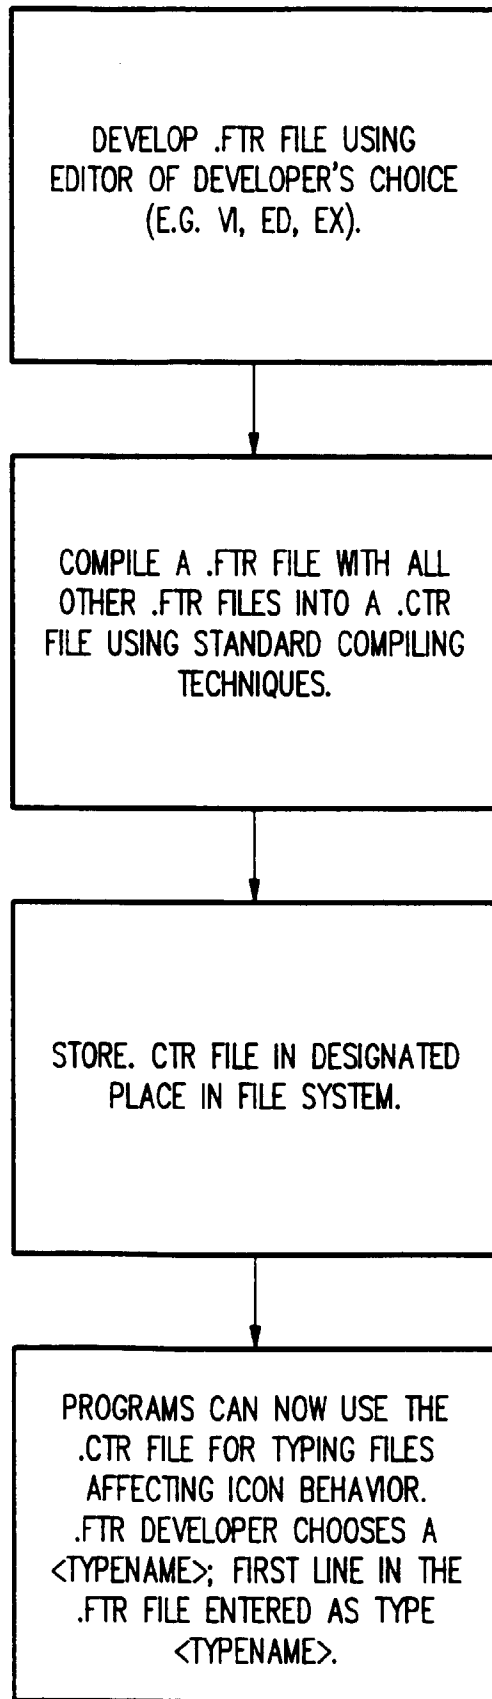 DEVELOP .FTR FILE USING
EDITOR OF DEVELOPER'S CHOICE
(E.G. VI, ED, EX).
COMPILE A .FTR FILE WITH ALL
OTHER .FTR FILES INTO A .CTR
FILE USING STANDARD COMPILING
TECHNIQUES.
STORE. CTR FILE IN DESIGNATED
PLACE IN FILE SYSTEM.
PROGRAMS CAN NOW USE THE
.CTR FILE FOR TYPING FILES
AFFECTING ICON BEHAVIOR.
.FTR DEVELOPER CHOOSES A
<TYPENAME>; FIRST LINE IN THE
.FTR FILE ENTERED AS TYPE
<TYPENAME>.